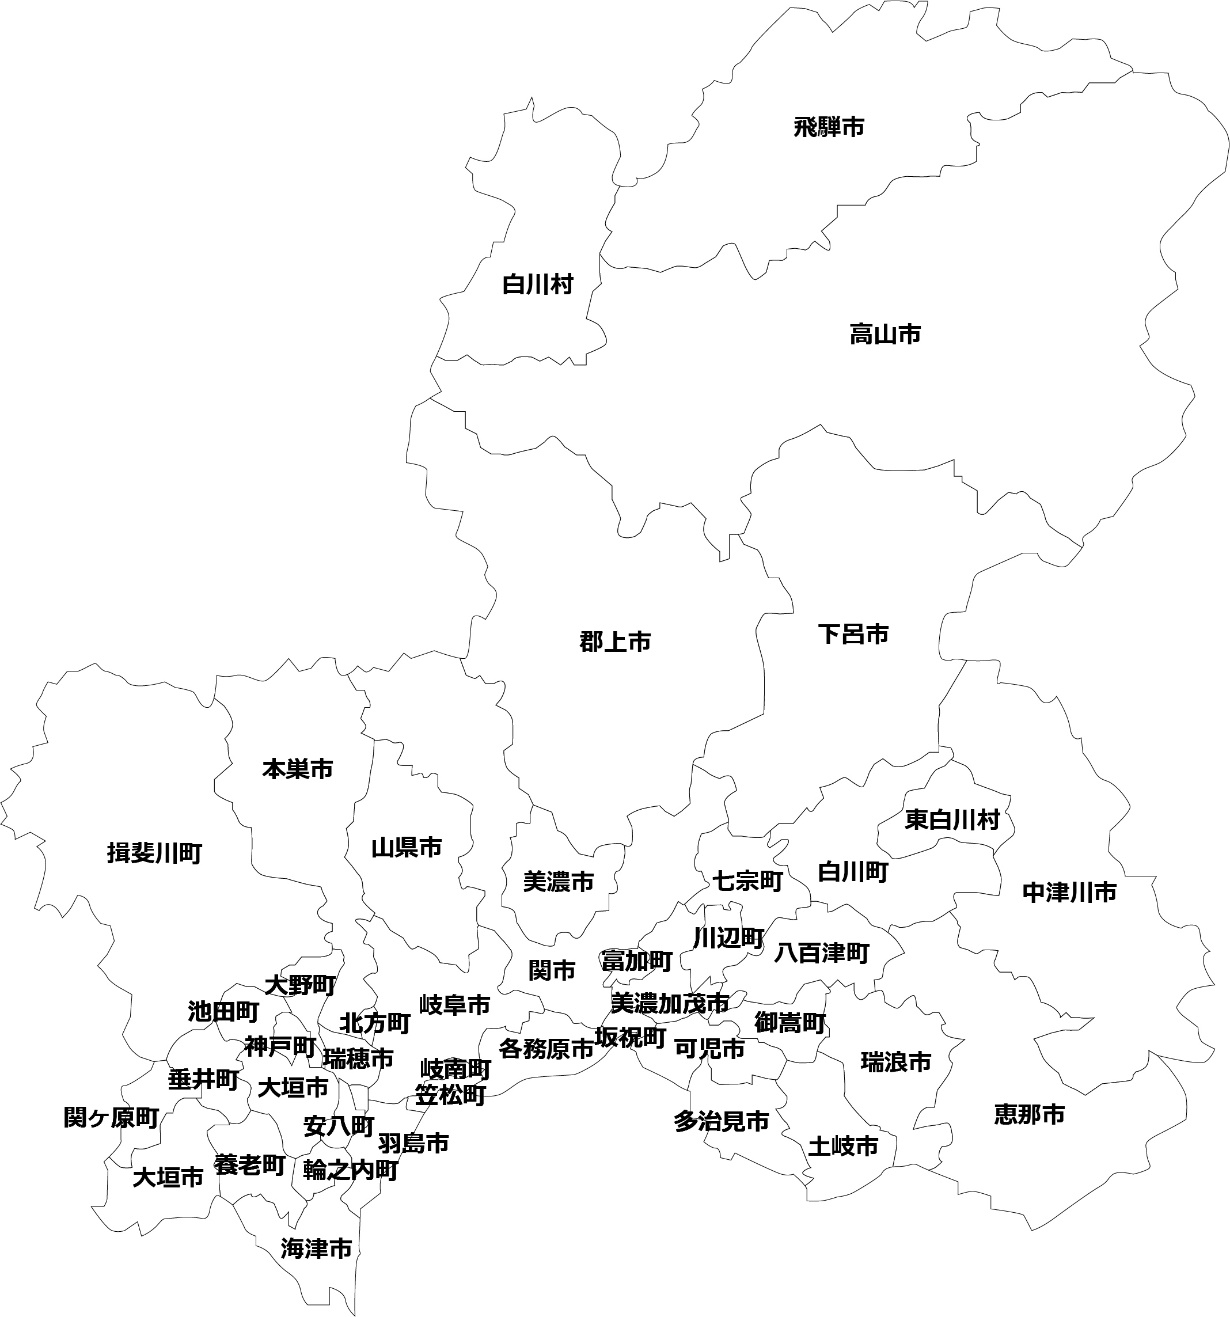 飛騨市
白川村
高山市
下呂市
郡上市
本巣市
東白川村
山県市
揖斐川町
白川町
七宗町
美濃市
中津川市
川辺町
八百津町
富加町
関市
大野町
美濃加茂市
岐阜市
池田町
北方町
御嵩町
坂祝町
神戸町
各務原市
可児市
瑞穂市
瑞浪市
岐南町
垂井町
大垣市
笠松町
関ヶ原町
恵那市
多治見市
安八町
羽島市
土岐市
養老町
輪之内町
大垣市
海津市